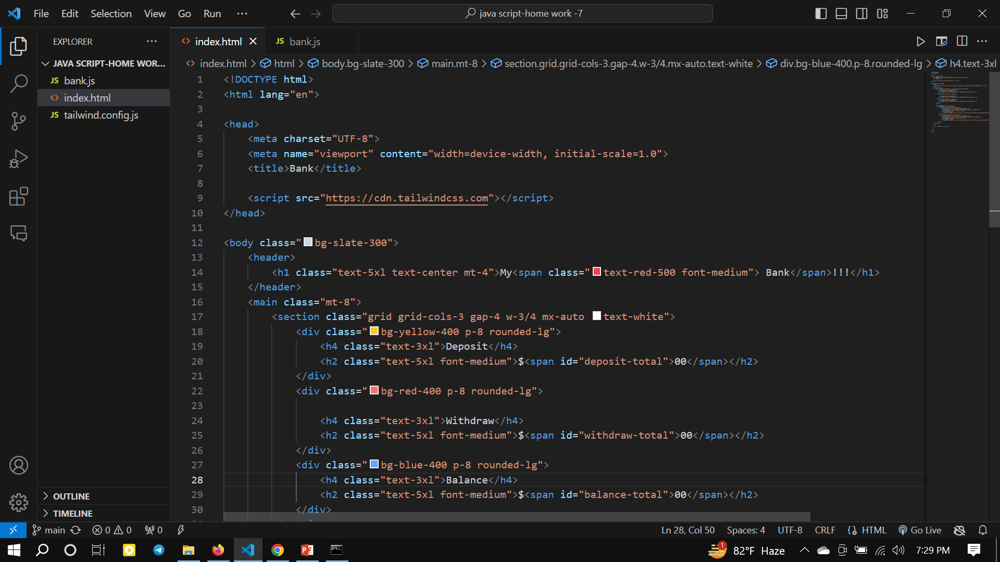 File Edit Selection View Go Run ···
java script-home work -7
EXPLORER ···
JAVA SCRIPT-HOME WOR...
JS bank.js
<> index.html
JS tailwind.config.js
OUTLINE
TIMELINE
<> index.html
JS bank.js
<> index.html > html > body.bg-slate-300 > main.mt-8 > section.grid.grid-cols-3.gap-4.w-3/4.mx-auto.text-white > div.bg-blue-400.p-8.rounded-lg > h4.text-3xl
1 <!DOCTYPE html>
2 <html lang="en">
3
4 <head>
5     <meta charset="UTF-8">
6     <meta name="viewport" content="width=device-width, initial-scale=1.0">
7     <title>Bank</title>
8
9     <script src="https://cdn.tailwindcss.com"></script>
10 </head>
11
12 <body class="bg-slate-300">
13     <header>
14         <h1 class="text-5xl text-center mt-4">My<span class="text-red-500 font-medium"> Bank</span>!!!</h1>
15     </header>
16     <main class="mt-8">
17         <section class="grid grid-cols-3 gap-4 w-3/4 mx-auto text-white">
18             <div class="bg-yellow-400 p-8 rounded-lg">
19                 <h4 class="text-3xl">Deposit</h4>
20                 <h2 class="text-5xl font-medium">$<span id="deposit-total">00</span></h2>
21             </div>
22             <div class="bg-red-400 p-8 rounded-lg">
23
24                 <h4 class="text-3xl">Withdraw</h4>
25                 <h2 class="text-5xl font-medium">$<span id="withdraw-total">00</span></h2>
26             </div>
27             <div class="bg-blue-400 p-8 rounded-lg">
28                 <h4 class="text-3xl">Balance</h4>
29                 <h2 class="text-5xl font-medium">$<span id="balance-total">00</span></h2>
30             </div>
main 0 0 0 Ln 28, Col 50 Spaces: 4 UTF-8 CRLF HTML Go Live
1 82°F Haze 7:29 PM